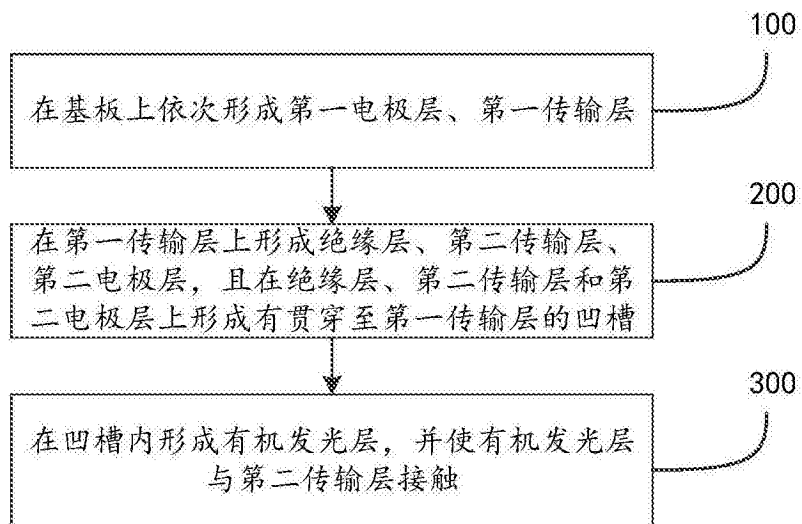 100
在基板上依次形成第一电极层、第一传输层
200
在第一传输层上形成绝缘层、第二传输层、
第二电极层，且在绝缘层、第二传输层和第
二电极层上形成有贯穿至第一传输层的凹槽
300
在凹槽内形成有机发光层，并使有机发光层
与第二传输层接触